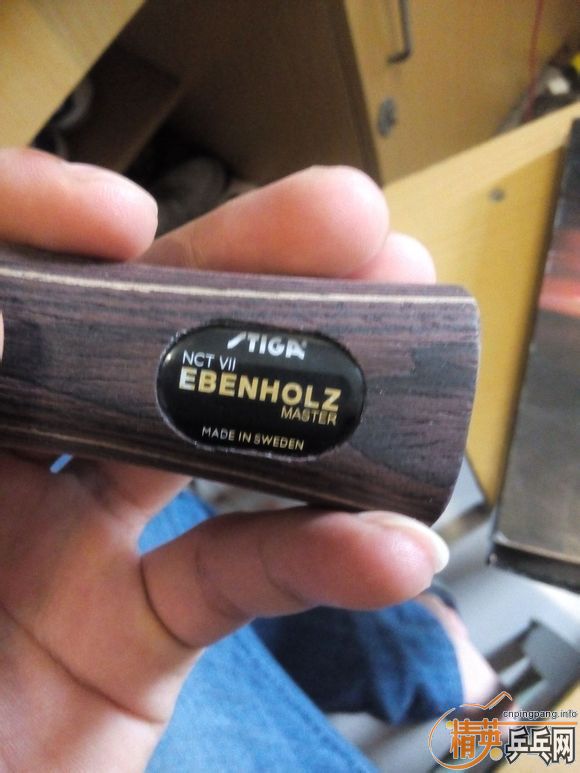 STIGA
NCT VII
EBENHOLZ
MASTER
MADE IN SWEDEN
cnpingpang.info
精英乒乓网